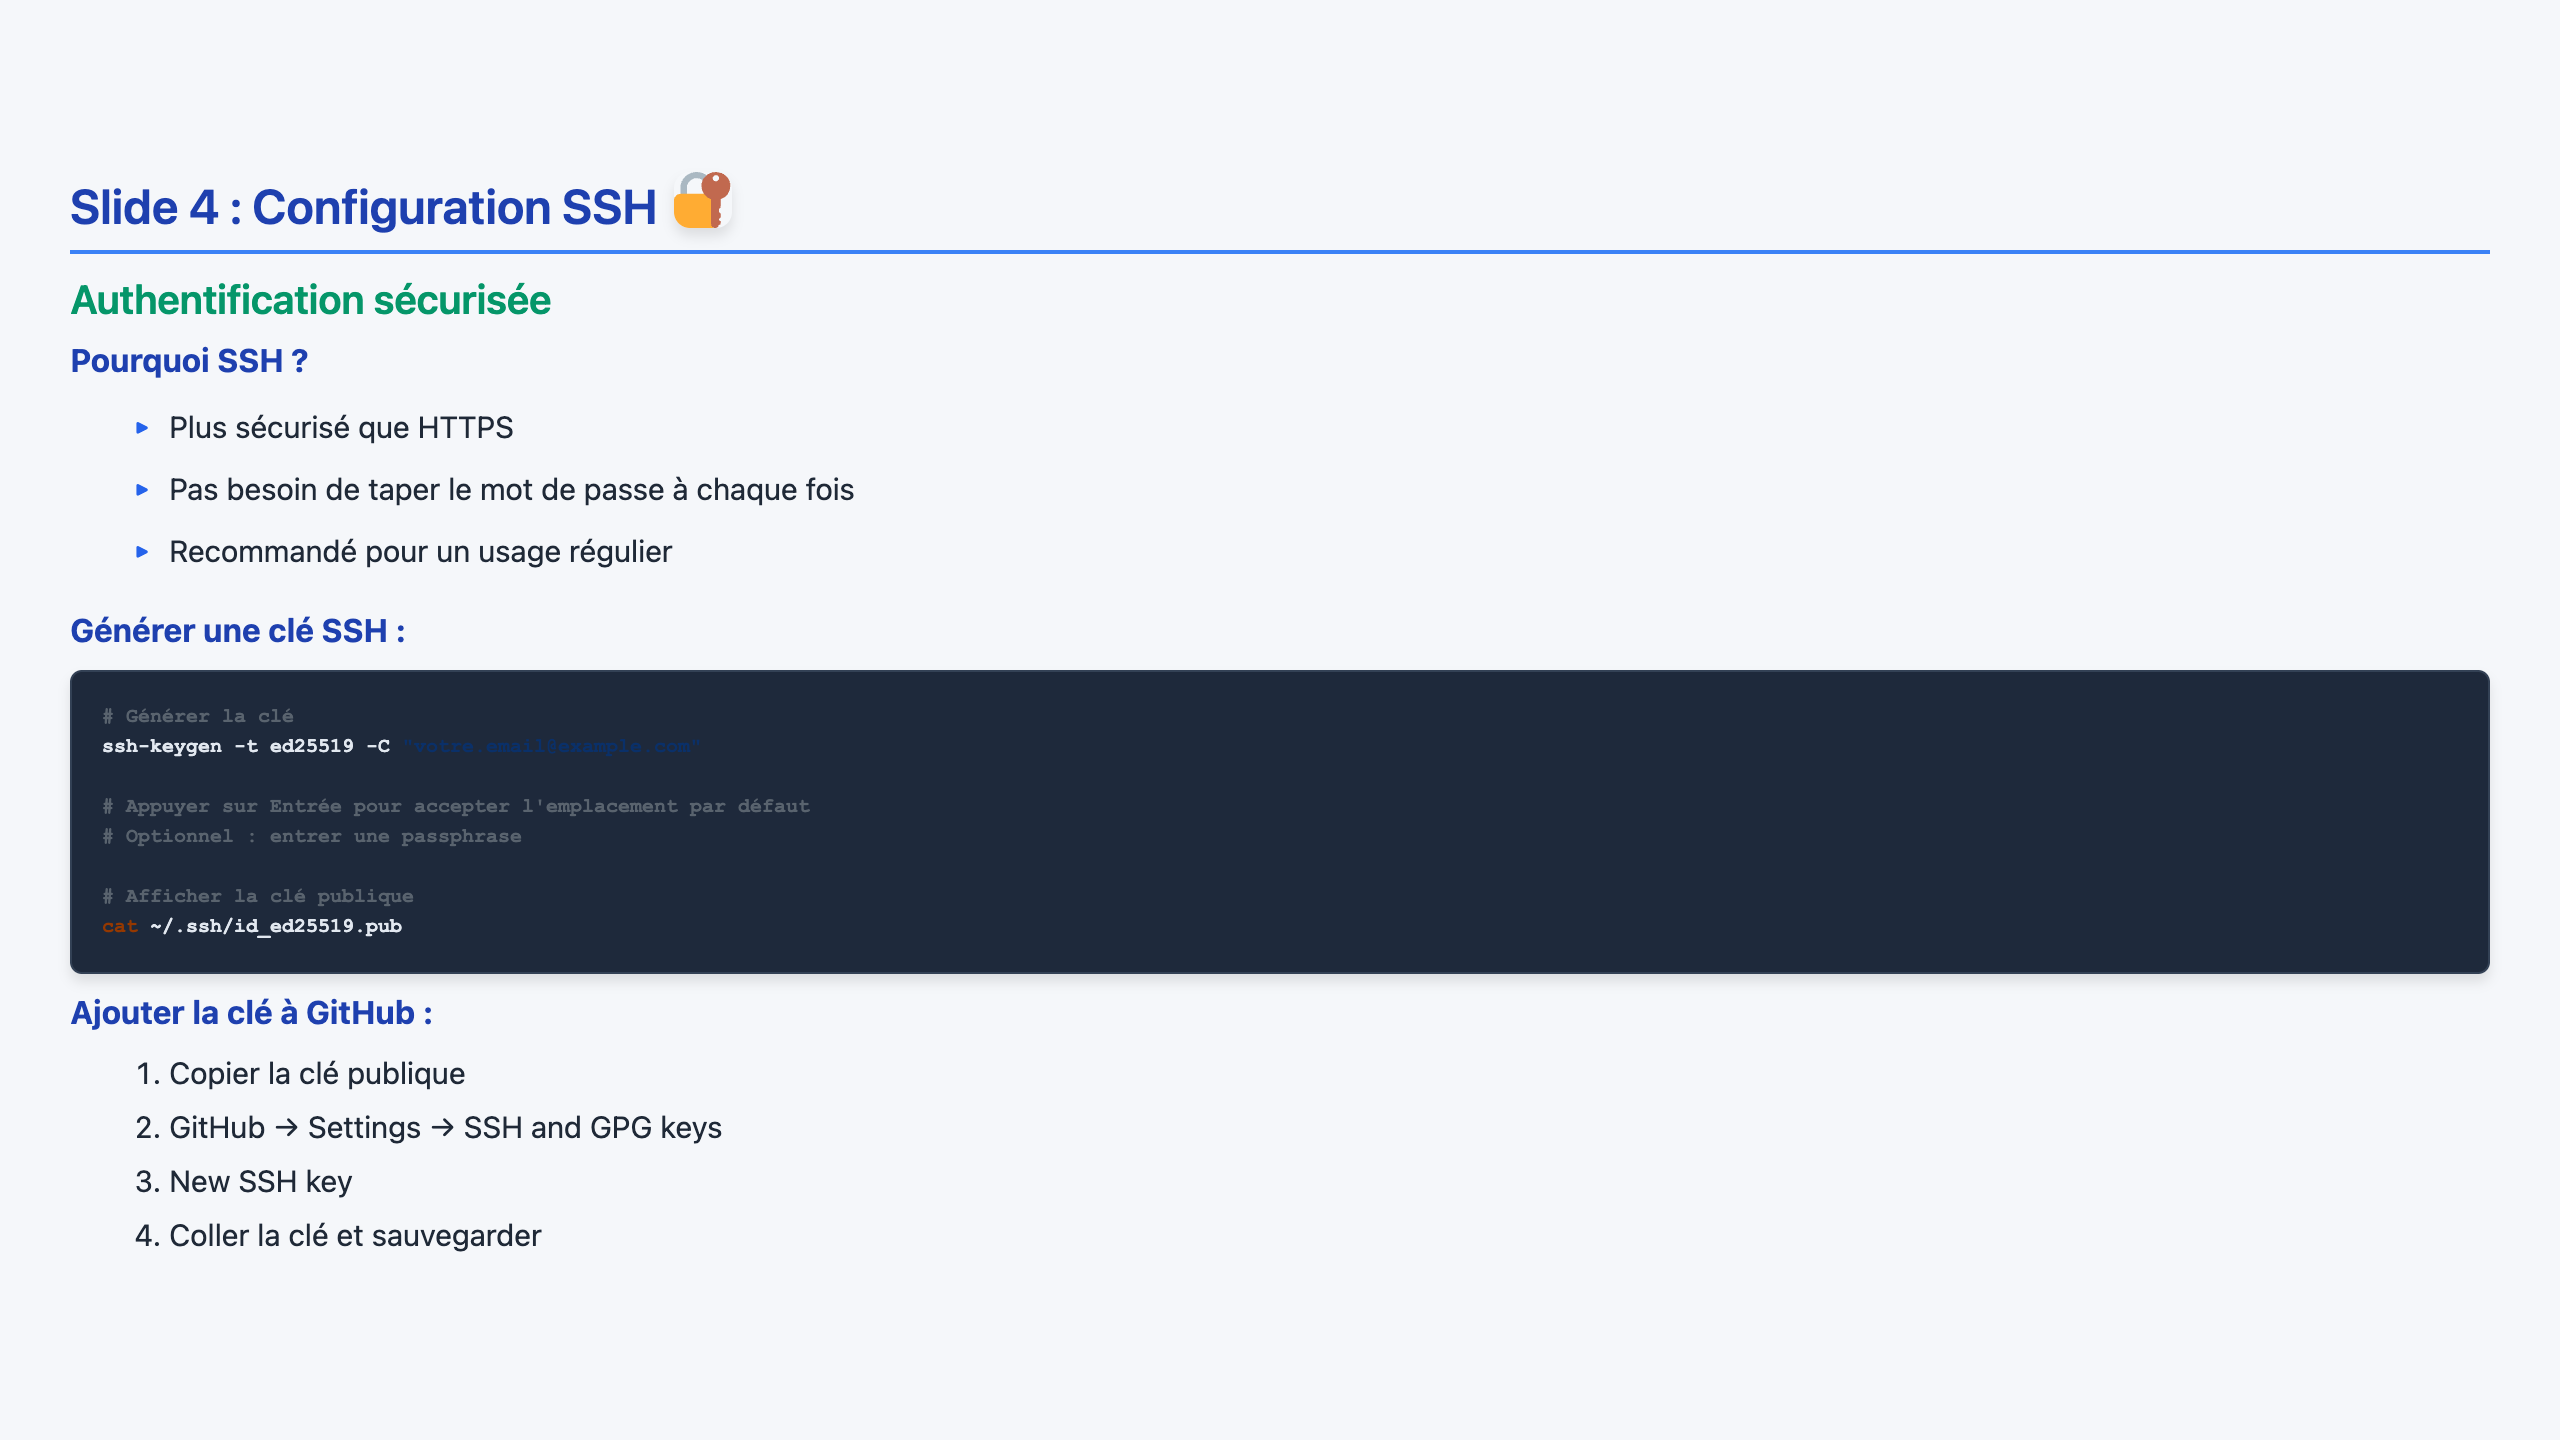 Slide 4 : Configuration SSH 🔐
Authentification sécurisée
Pourquoi SSH ?
▸ Plus sécurisé que HTTPS
▸ Pas besoin de taper le mot de passe à chaque fois
▸ Recommandé pour un usage régulier
Générer une clé SSH :
# Générer la clé
ssh-keygen -t ed25519 -C "votre.email@exemple.com"
# Appuyer sur Entrée pour accepter l'emplacement par défaut
# Optionnel : entrer une passphrase
# Afficher la clé publique
cat ~/.ssh/id_ed25519.pub
Ajouter la clé à GitHub :
1. Copier la clé publique
2. GitHub → Settings → SSH and GPG keys
3. New SSH key
4. Coller la clé et sauvegarder